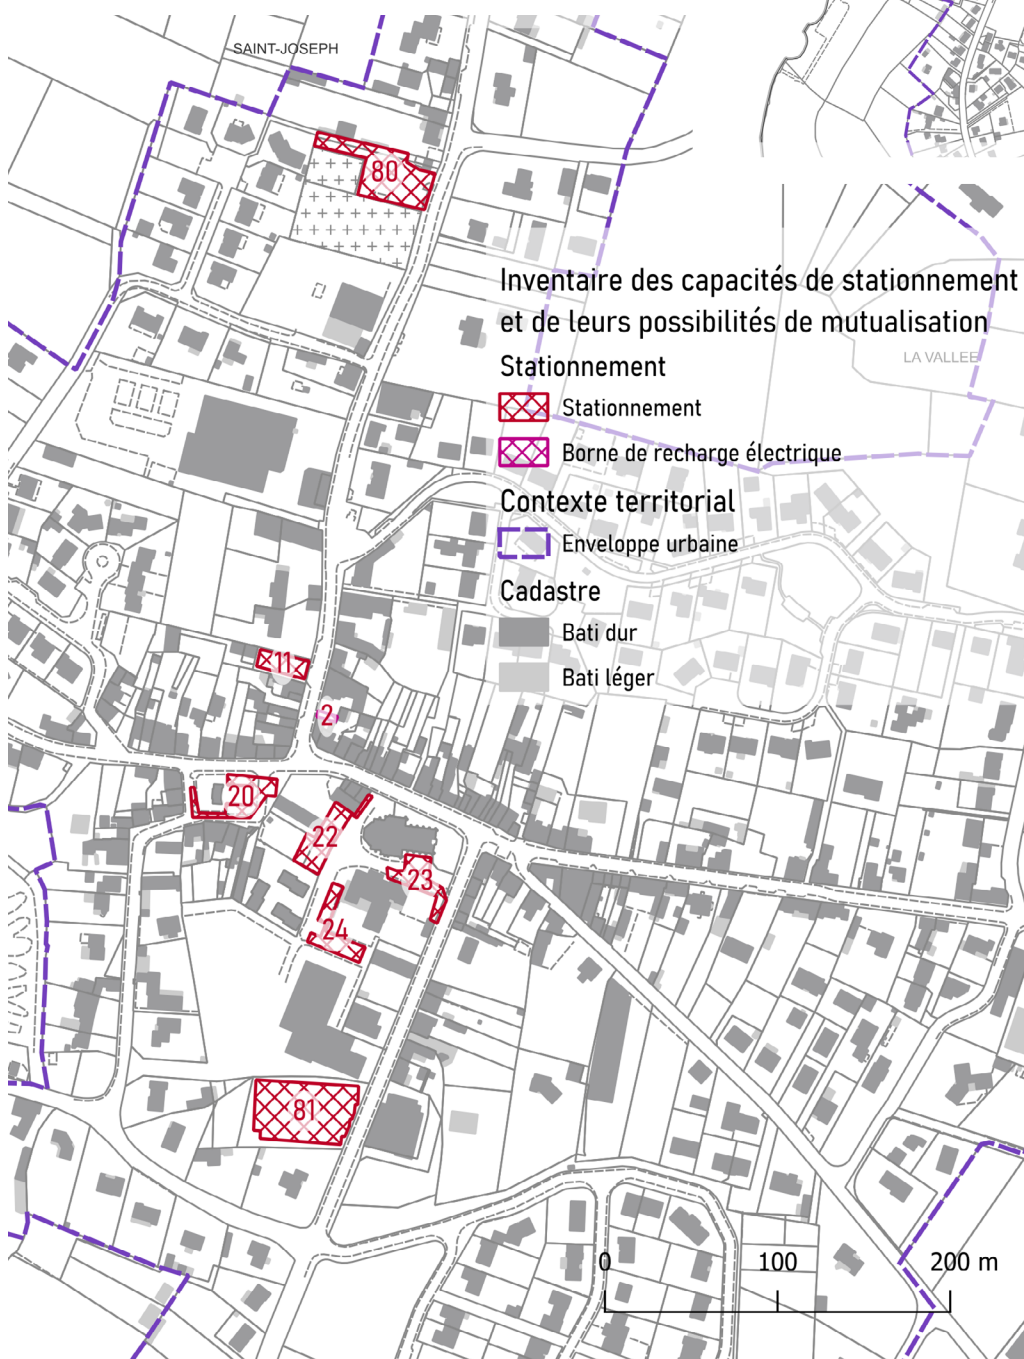 SAINT-JOSEPH
80
Inventaire des capacités de stationnement
et de leurs possibilités de mutualisation
LA VALLEE
Stationnement
Stationnement
Borne de recharge électrique
Contexte territorial
Enveloppe urbaine
Cadastre
Bati dur
Bati léger
11
2
20
22
23
24
81
0 100 200 m